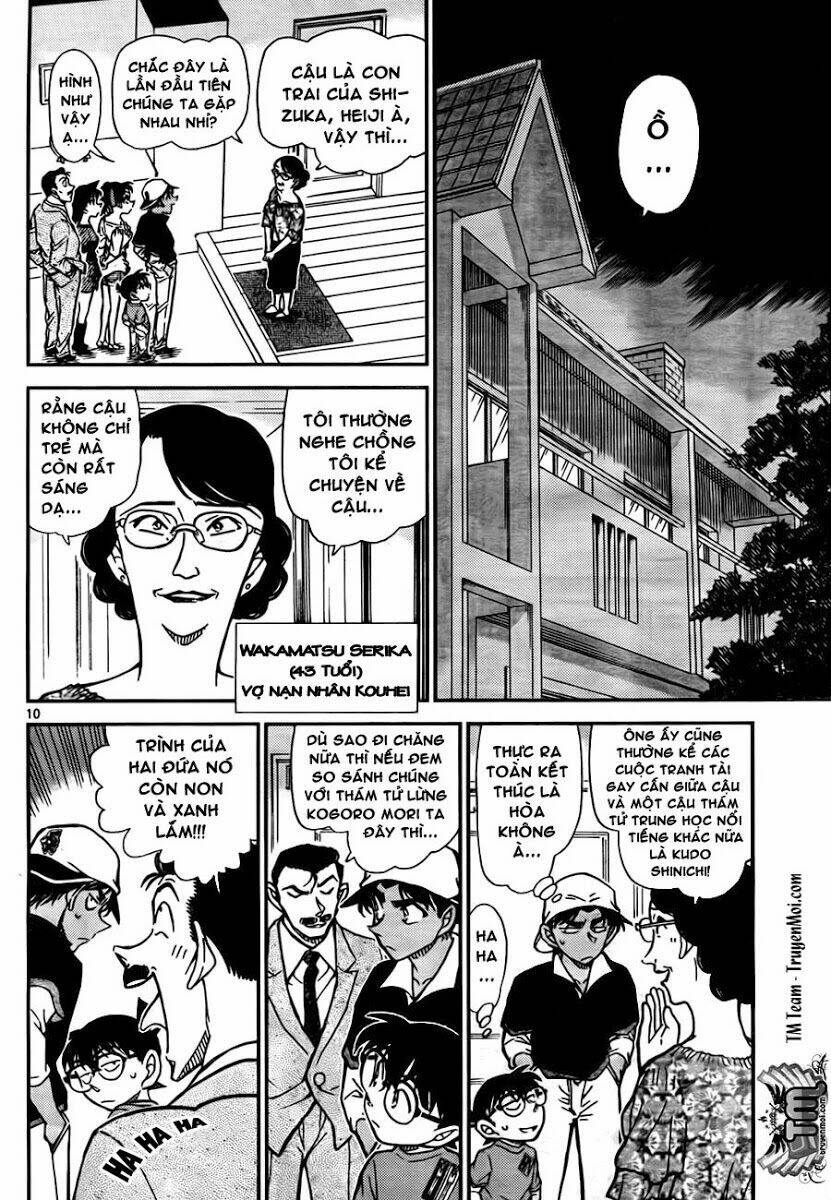 Ồ
...
CẬU LÀ CON
TRAI CỦA SHI-
ZUKA, HEIJI À,
VẬY THÌ...
CHẮC ĐÂY LÀ
LẦN ĐẦU TIÊN
CHÚNG TA GẶP
NHAU NHỈ?
HÌNH
NHƯ
VẬY
Ạ...
TÔI THƯỜNG
NGHE CHỒNG
TÔI KỂ
CHUYỆN VỀ
CẬU...
RẰNG CẬU
KHÔNG CHỈ
TRẺ MÀ
CÒN RẤT
SÁNG
DẠ...
WAKAMATSU SERIKA
(43 TUỔI)
VỢ NẠN NHÂN KOUHEI
10
ÔNG ẤY CŨNG
THƯỜNG KỂ CÁC
CUỘC TRANH TÀI
GAY CẤN GIỮA CẬU
VÀ MỘT CẬU THÁM
TỬ TRUNG HỌC NỔI
TIẾNG KHÁC NỮA
LÀ KUDO
SHINICHI!
THỰC RA
TOÀN KẾT
THÚC LÀ
HÒA
KHÔNG
À...
HA
HA...
DÙ SAO ĐI CHĂNG
NỮA THÌ NẾU ĐEM
SO SÁNH CHÚNG
VỚI THÁM TỬ LỪNG
KOGORO MORI TA
ĐÂY THÌ...
TRÌNH CỦA
HAI ĐỨA NÓ
CÒN NON
VÀ XANH
LẮM!!!
HA HA HA
TM Team - TruyenMoi.com
TM
truyenmoi.com